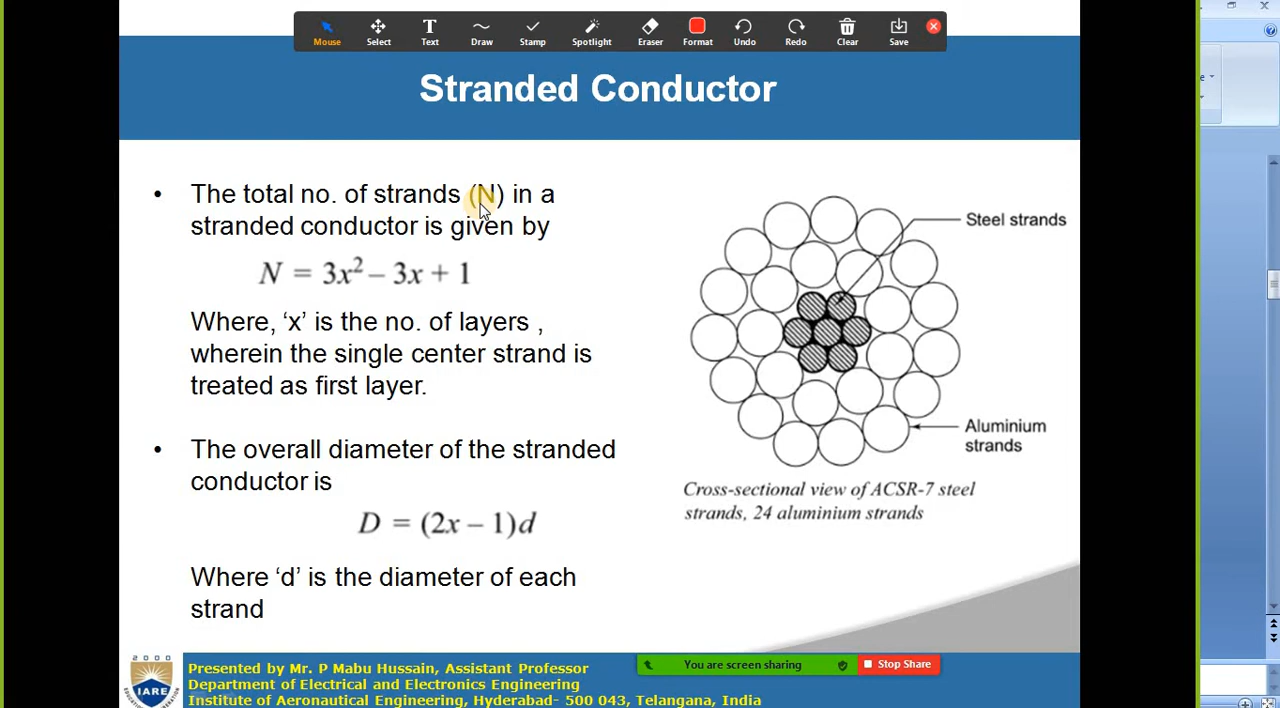 Mouse Select Text Draw Stamp Spotlight Eraser Format Undo Redo Clear Save
Stranded Conductor
• The total no. of strands (N) in a
stranded conductor is given by
N = 3x² – 3x + 1
Where, ‘x’ is the no. of layers ,
wherein the single center strand is
treated as first layer.
• The overall diameter of the stranded
conductor is
D = (2x – 1)d
Where ‘d’ is the diameter of each
strand
Steel strands
Aluminium
strands
Cross-sectional view of ACSR-7 steel
strands, 24 aluminium strands
2000
IARE
Presented by Mr. P Mabu Hussain, Assistant Professor
Department of Electrical and Electronics Engineering
Institute of Aeronautical Engineering, Hyderabad- 500 043, Telangana, India
You are screen sharing
Stop Share